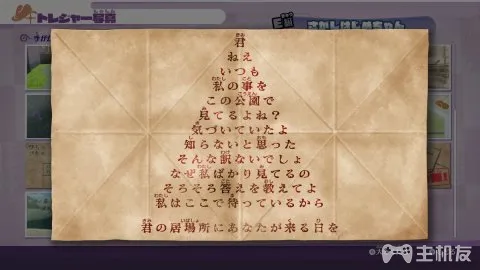 トレジャー写真
君
ねえ
いつも
私の事を
この公園で
見てるよね？
気づいていたよ
知らないと思った
そんな訳ないでしょ
なぜ私ばかり見てるの
そろそろ答えを教えてよ
私はここで待っているから
君の居場所にあなたが来る日を
主机友